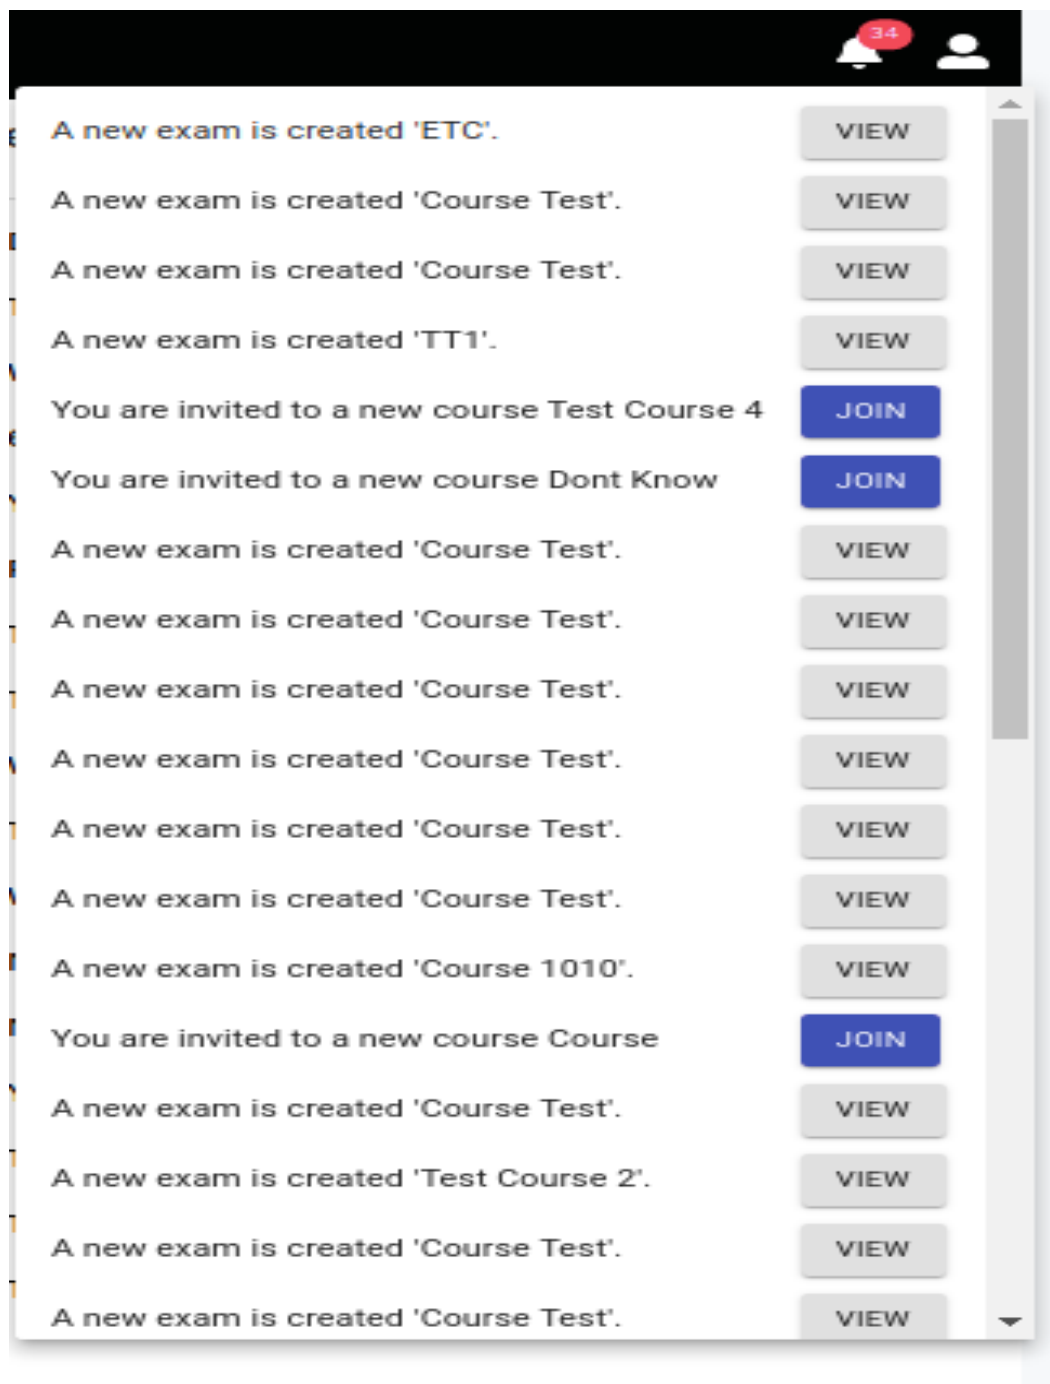 34
A new exam is created 'ETC'. VIEW
A new exam is created 'Course Test'. VIEW
A new exam is created 'Course Test'. VIEW
A new exam is created 'TT1'. VIEW
You are invited to a new course Test Course 4 JOIN
You are invited to a new course Dont Know JOIN
A new exam is created 'Course Test'. VIEW
A new exam is created 'Course Test'. VIEW
A new exam is created 'Course Test'. VIEW
A new exam is created 'Course Test'. VIEW
A new exam is created 'Course Test'. VIEW
A new exam is created 'Course Test'. VIEW
A new exam is created 'Course 1010'. VIEW
You are invited to a new course Course JOIN
A new exam is created 'Course Test'. VIEW
A new exam is created 'Test Course 2'. VIEW
A new exam is created 'Course Test'. VIEW
A new exam is created 'Course Test'. VIEW